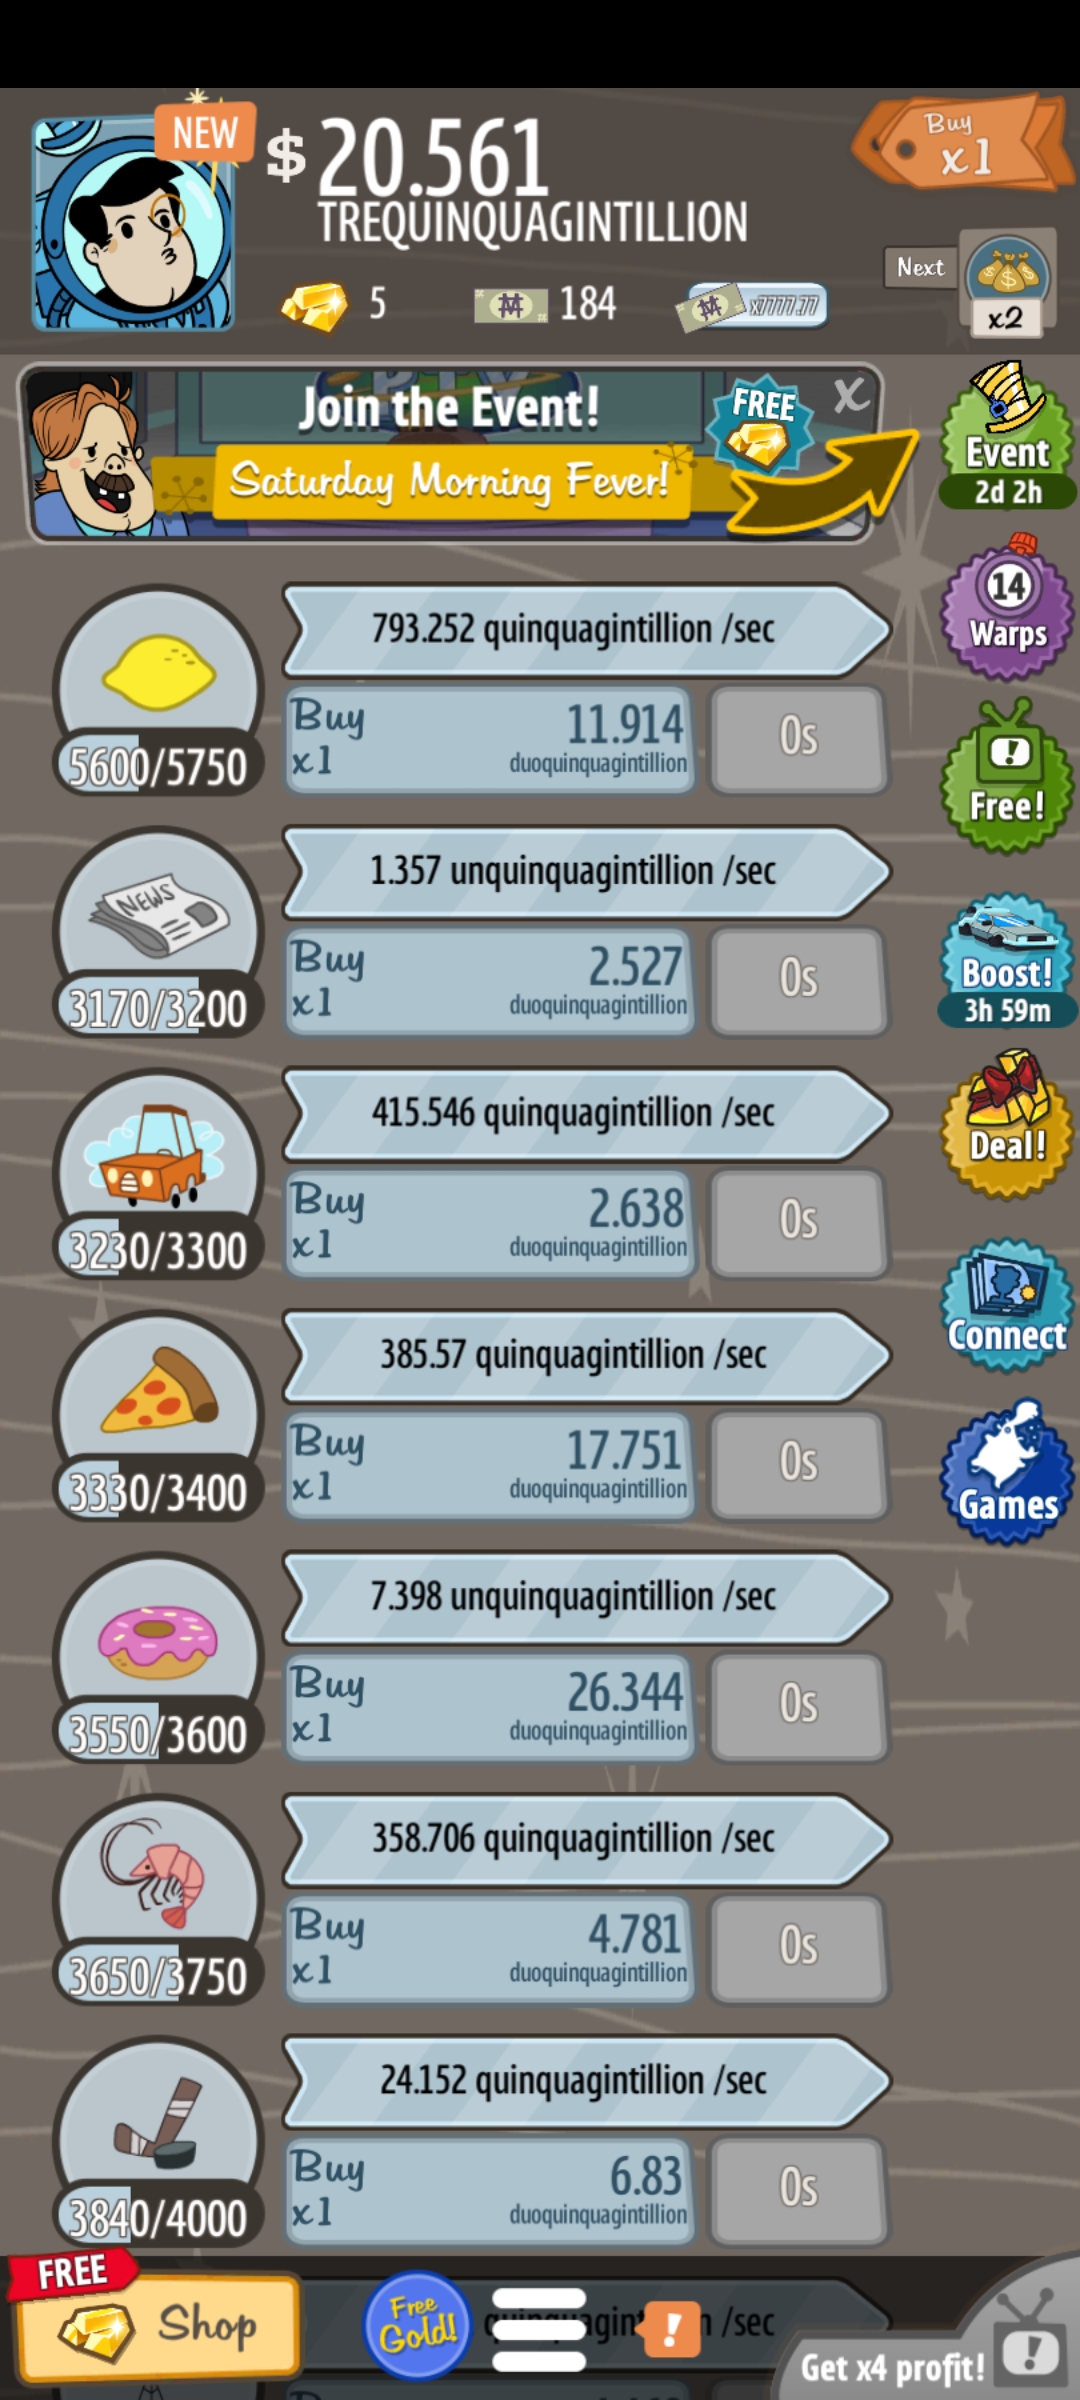 NEW
$ 20.561
TREQUINQUAGINTILLION
Buy
x1
5
184
x7777.77
Next
x2
Join the Event!
Saturday Morning Fever!
FREE
X
Event
2d 2h
14
Warps
Free!
Boost!
3h 59m
Deal!
Connect
Games
793.252 quinquagintillion /sec
5600/5750
Buy
x1
11.914
duoquinquagintillion
0s
NEWS
1.357 unquinquagintillion /sec
3170/3200
Buy
x1
2.527
duoquinquagintillion
0s
415.546 quinquagintillion /sec
3230/3300
Buy
x1
2.638
duoquinquagintillion
0s
385.57 quinquagintillion /sec
3330/3400
Buy
x1
17.751
duoquinquagintillion
0s
7.398 unquinquagintillion /sec
3550/3600
Buy
x1
26.344
duoquinquagintillion
0s
358.706 quinquagintillion /sec
3650/3750
Buy
x1
4.781
duoquinquagintillion
0s
24.152 quinquagintillion /sec
3840/4000
Buy
x1
6.83
duoquinquagintillion
0s
FREE
Shop
Free
Gold!
!
/sec
Get x4 profit!
!